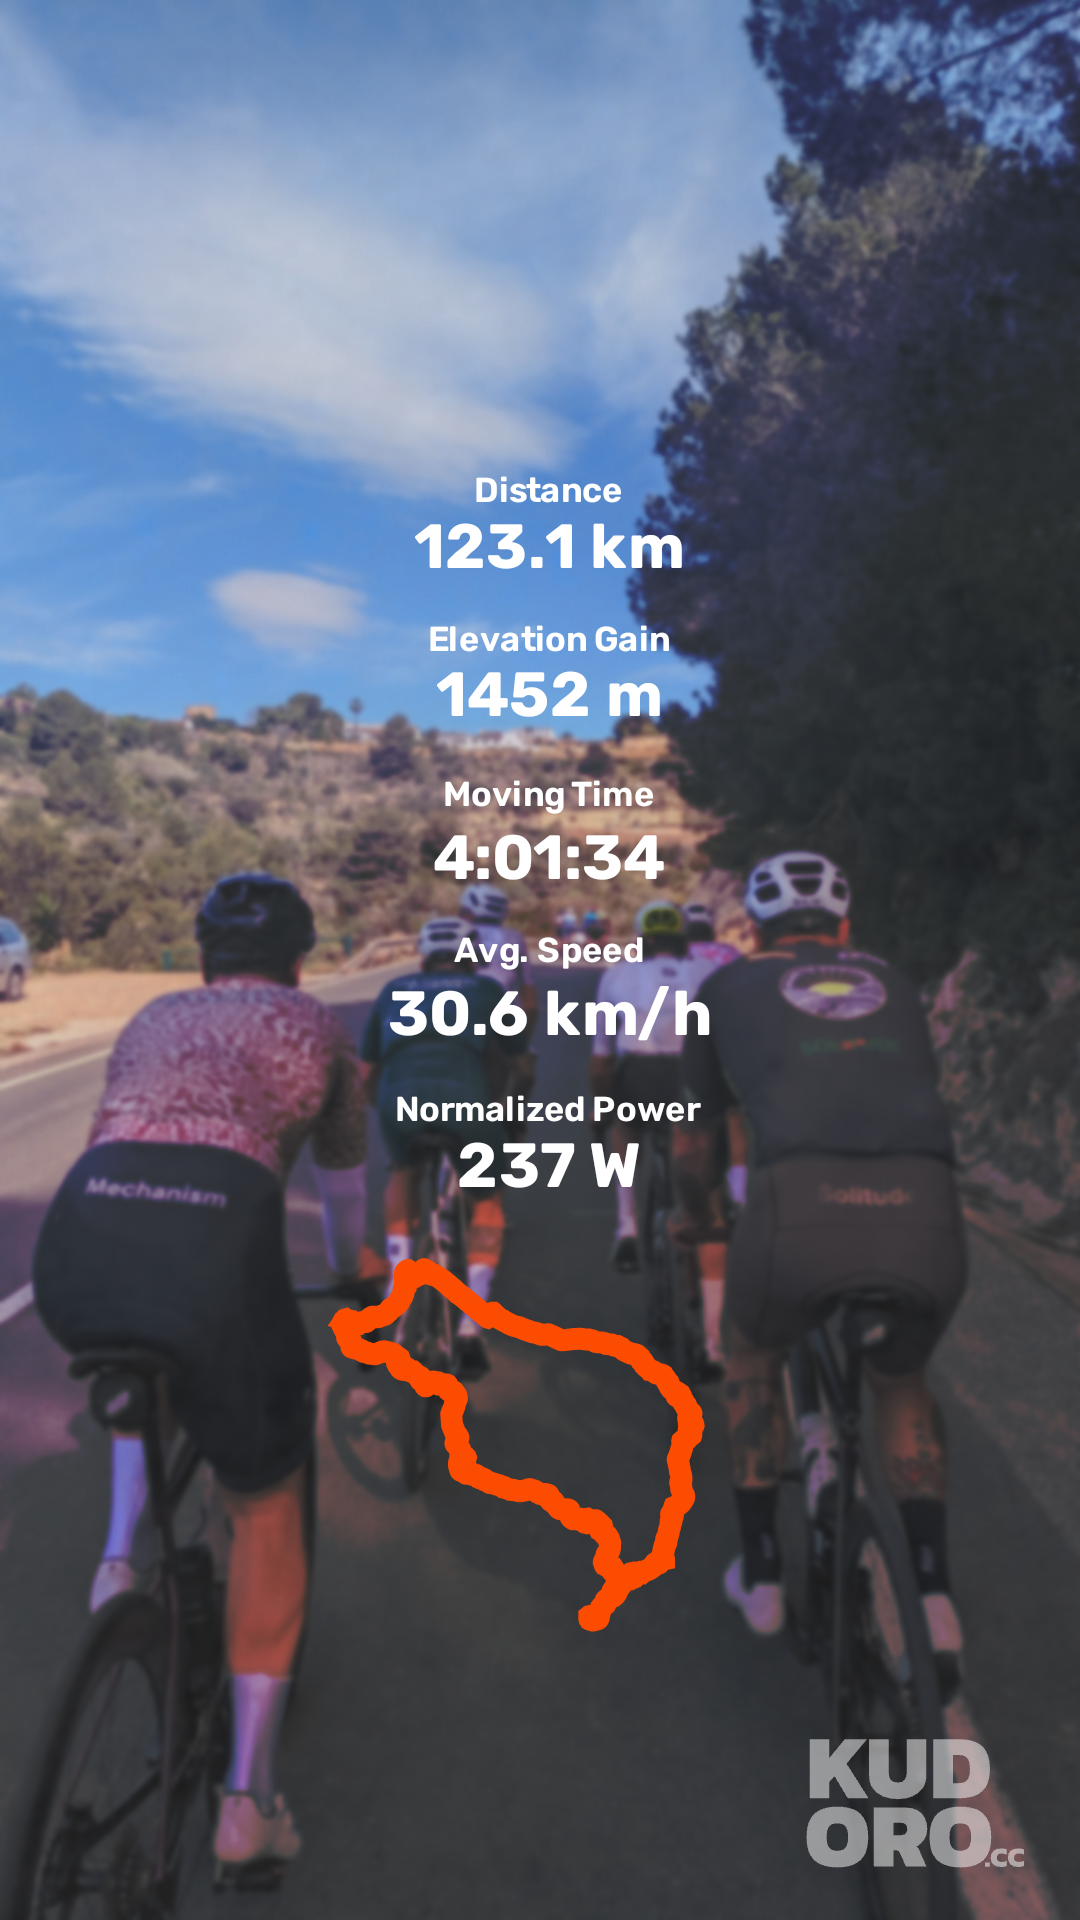 Distance
123.1 km
Elevation Gain
1452 m
Moving Time
4:01:34
Avg. Speed
30.6 km/h
Normalized Power
237 W
Mechanism
Solitude
KUD
ORO.cc